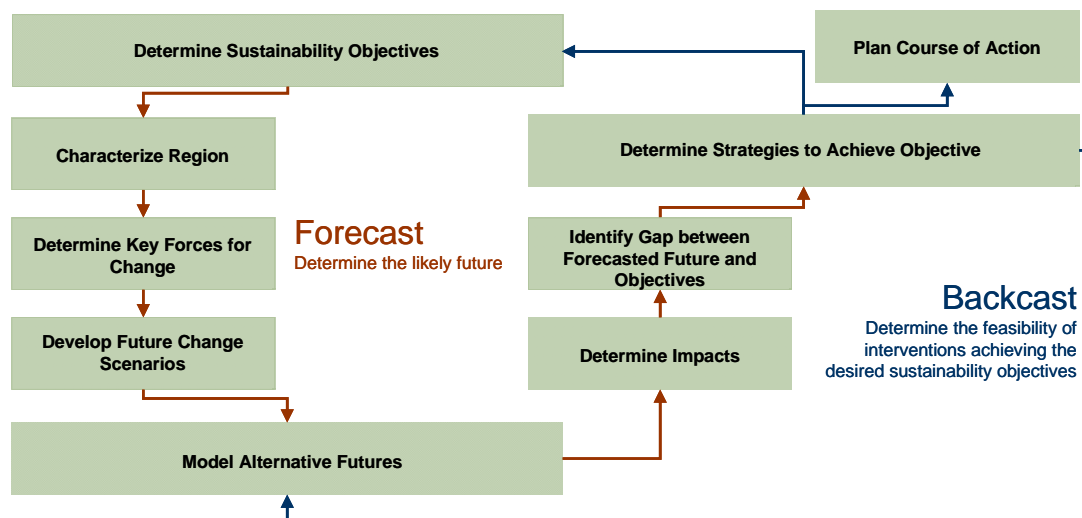 Determine Sustainability Objectives
Plan Course of Action
Characterize Region
Determine Strategies to Achieve Objective
Determine Key Forces for
Change
Forecast
Determine the likely future
Identify Gap between
Forecasted Future and
Objectives
Develop Future Change
Scenarios
Determine Impacts
Backcast
Determine the feasibility of
interventions achieving the
desired sustainability objectives
Model Alternative Futures